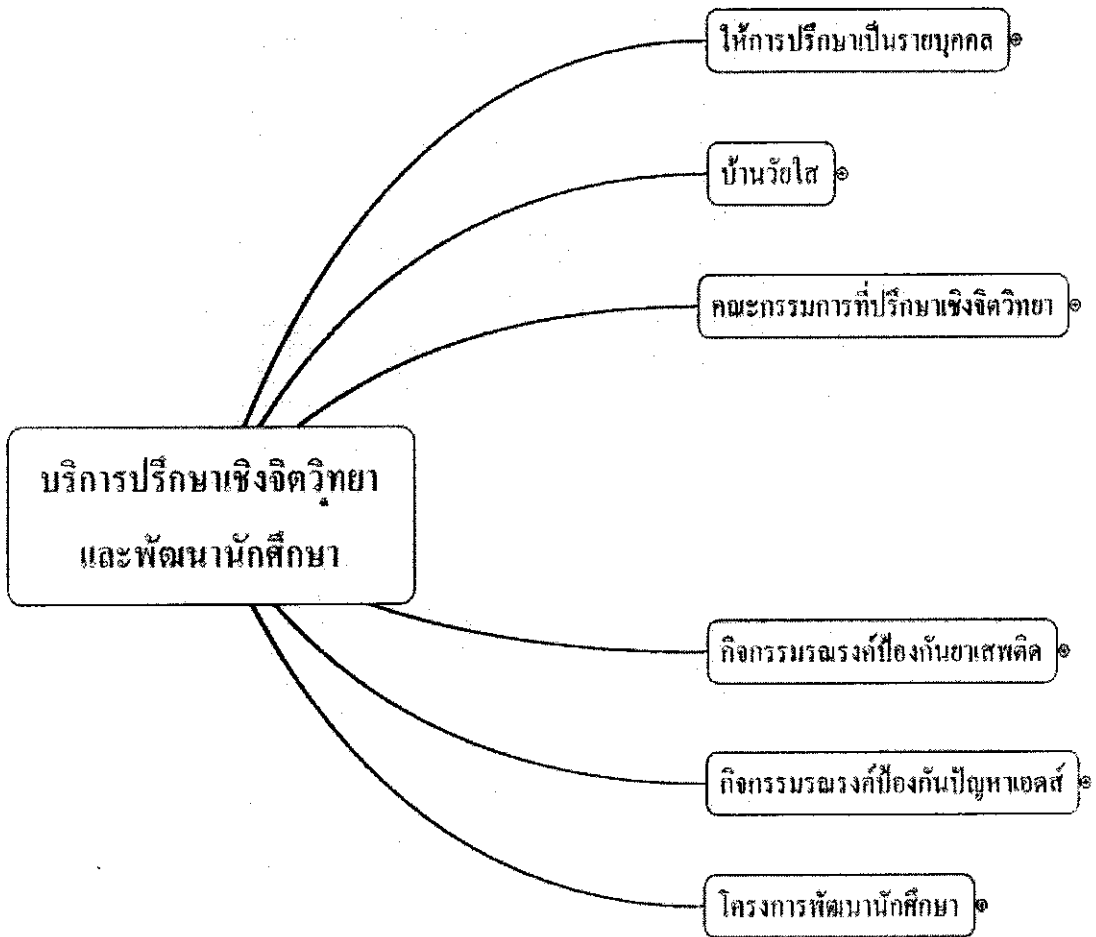 ให้การปรึกษาเป็นรายบุคคล
บ้านวัยใส
คณะกรรมการที่ปรึกษาเชิงจิตวิทยา
บริการปรึกษาเชิงจิตวิทยา
และพัฒนานักศึกษา
กิจกรรมรณรงค์ป้องกันยาเสพติด
กิจกรรมรณรงค์ป้องกันปัญหาเอดส์
โครงการพัฒนานักศึกษา